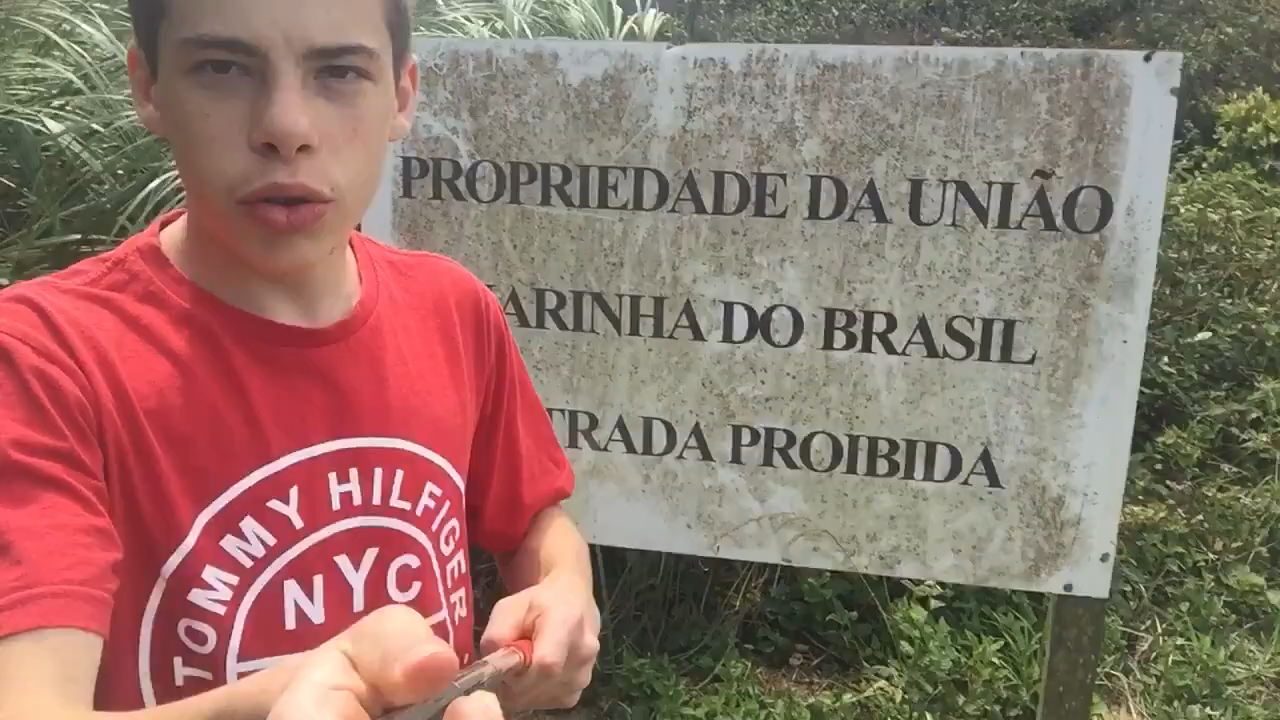 PROPRIEDADE DA UNIÃO
ARINHA DO BRASIL
TRADA PROIBIDA
TOMMY HILFIGER
NYC